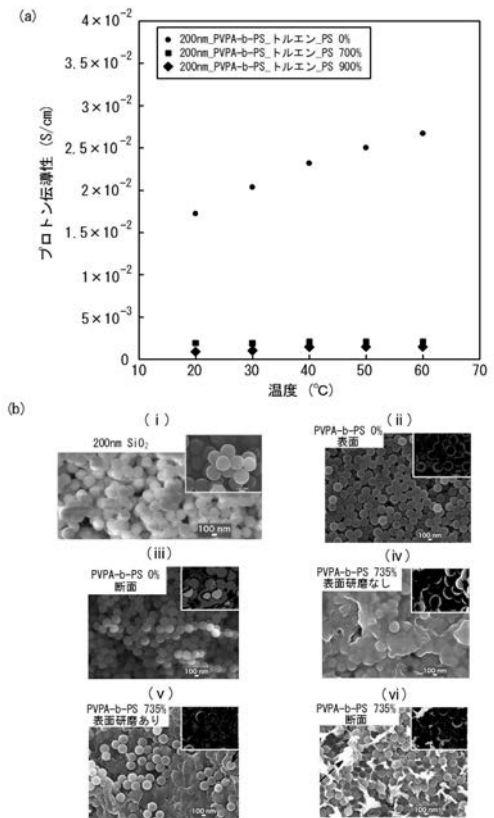 (a)
4×10⁻²
3.5×10⁻²
3×10⁻²
2.5×10⁻²
2×10⁻²
1.5×10⁻²
1×10⁻²
5×10⁻³
0
プロトン伝導性 (S/cm)
200nm_PVPA-b-PS_トルエン_PS 0%
200nm_PVPA-b-PS_トルエン_PS 700%
200nm_PVPA-b-PS_トルエン_PS 900%
10 20 30 40 50 60 70
温度 (℃)
(b)
(i)
200nm SiO₂
100 nm
(ii)
PVPA-b-PS 0%
表面
100 nm
(iii)
PVPA-b-PS 0%
断面
100 nm
(iv)
PVPA-b-PS 735%
表面研磨なし
100 nm
(v)
PVPA-b-PS 735%
表面研磨あり
100 nm
(vi)
PVPA-b-PS 735%
断面
100 nm